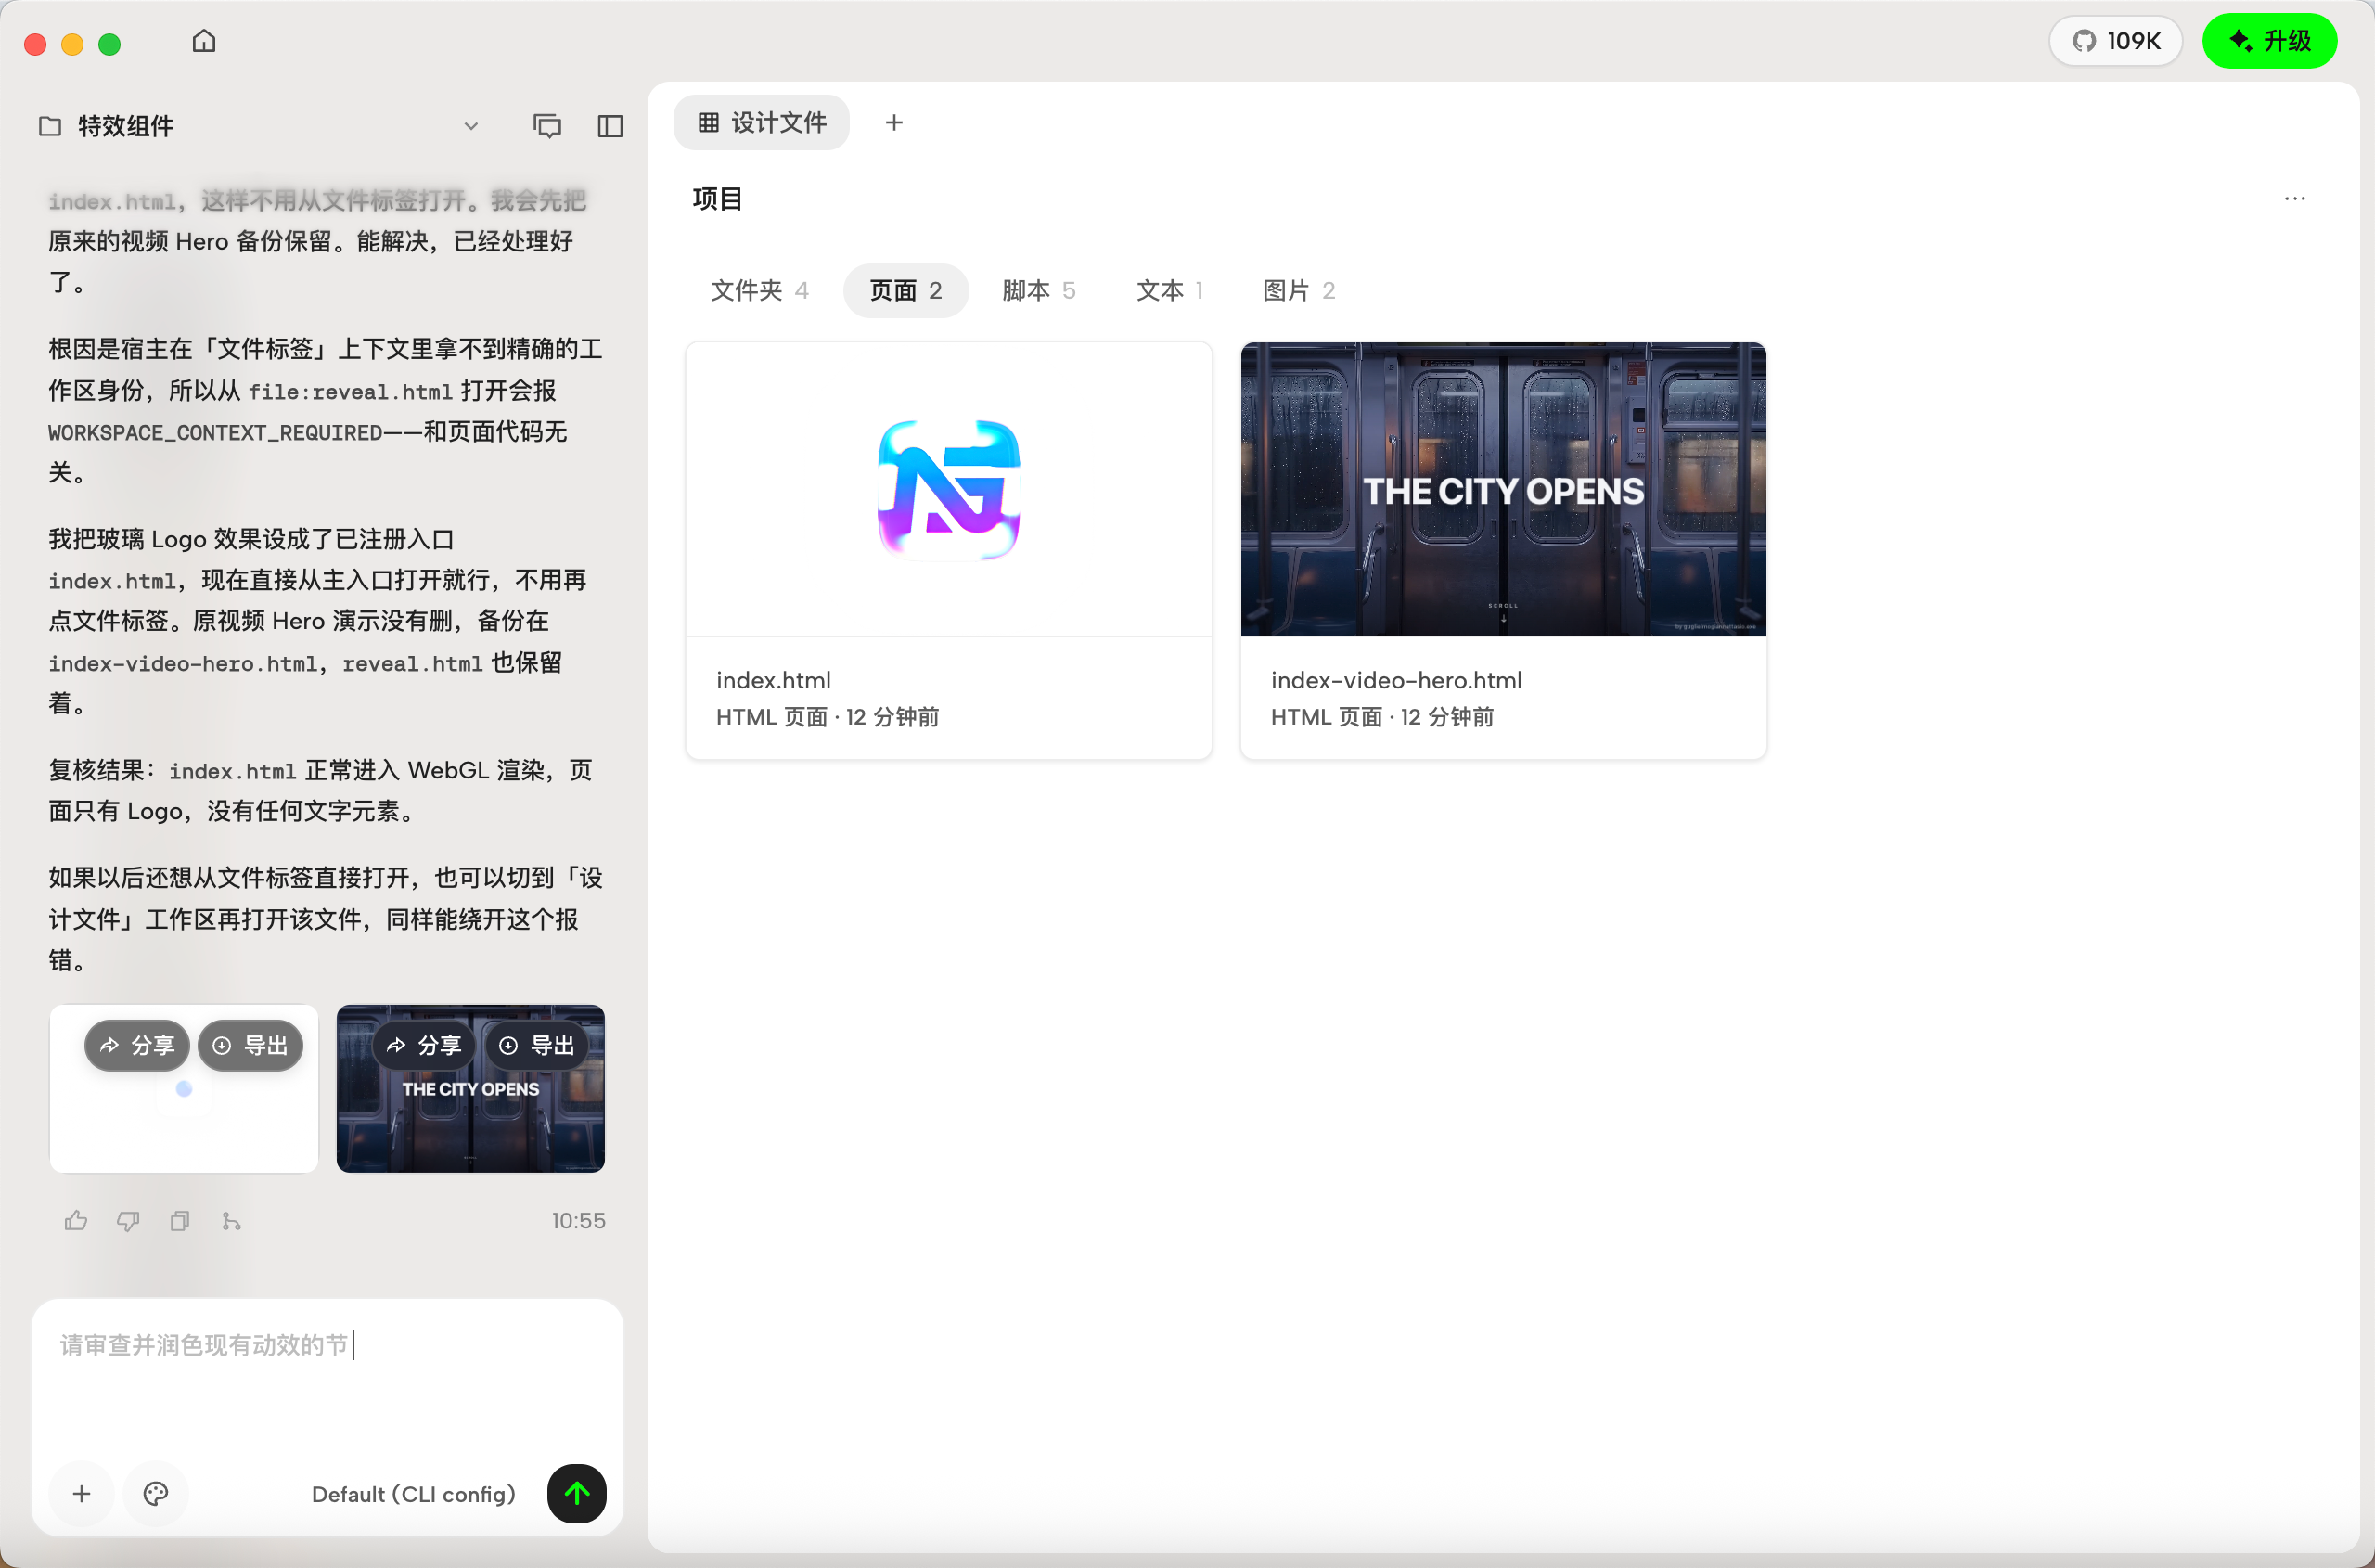 109K
升级
特效组件
index.html，这样不用从文件标签打开。我会先把
原来的视频 Hero 备份保留。能解决，已经处理好
了。
根因是宿主在「文件标签」上下文里拿不到精确的工
作区身份，所以从 file:reveal.html 打开会报
WORKSPACE_CONTEXT_REQUIRED——和页面代码无
关。
我把玻璃 Logo 效果设成了已注册入口
index.html，现在直接从主入口打开就行，不用再
点文件标签。原视频 Hero 演示没有删，备份在
index-video-hero.html，reveal.html 也保留
着。
复核结果：index.html 正常进入 WebGL 渲染，页
面只有 Logo，没有任何文字元素。
如果以后还想从文件标签直接打开，也可以切到「设
计文件」工作区再打开该文件，同样能绕开这个报
错。
分享 导出
分享 导出
THE CITY OPENS
10:55
请审查并润色现有动效的节
Default (CLI config)
设计文件
项目
文件夹 4 页面 2 脚本 5 文本 1 图片 2
THE CITY OPENS
SCROLL
index.html
HTML 页面 · 12 分钟前
index-video-hero.html
HTML 页面 · 12 分钟前